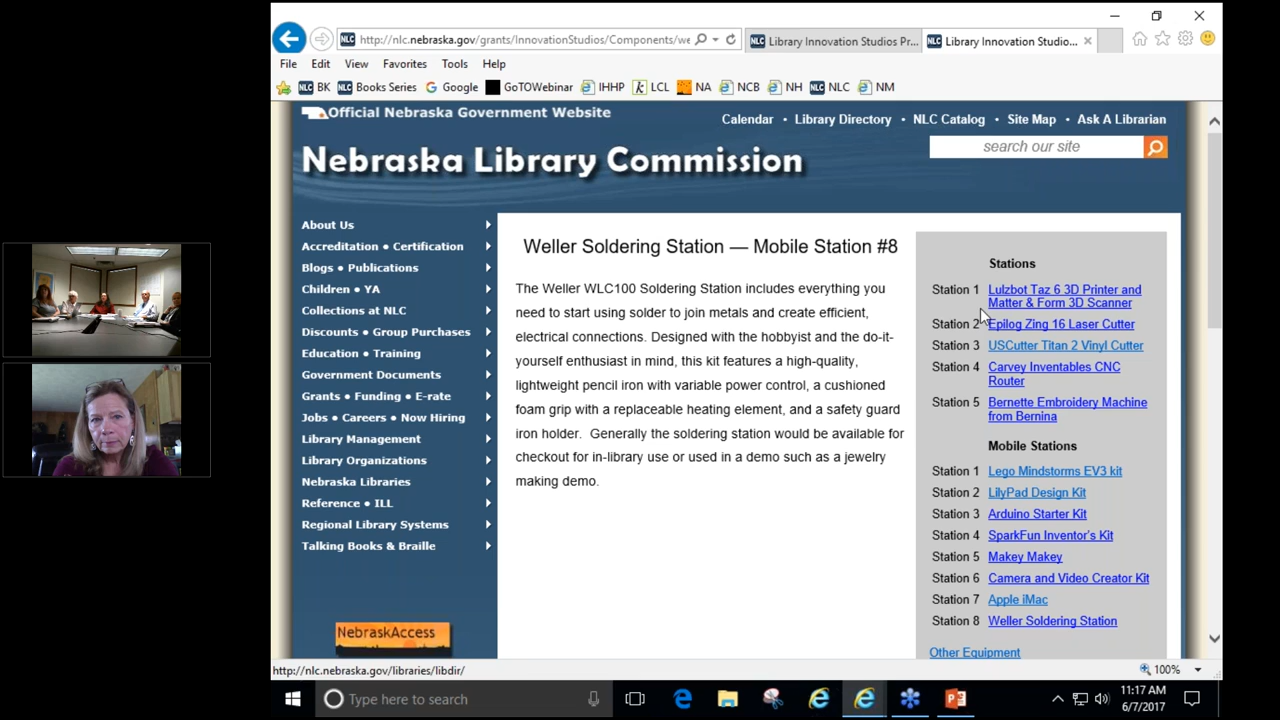 NLC http://nlc.nebraska.gov/grants/InnovationStudios/Components/we
NLC Library Innovation Studios Pr...
NLC Library Innovation Studio...
File Edit View Favorites Tools Help
NLC BK NLC Books Series G Google GoTOWebinar IHHP k LCL NA NCB NH NLC NLC NM
Official Nebraska Government Website
Calendar • Library Directory • NLC Catalog • Site Map • Ask A Librarian
search our site
Nebraska Library Commission
About Us
Accreditation • Certification
Blogs • Publications
Children • YA
Collections at NLC
Discounts • Group Purchases
Education • Training
Government Documents
Grants • Funding • E-rate
Jobs • Careers • Now Hiring
Library Management
Library Organizations
Nebraska Libraries
Reference • ILL
Regional Library Systems
Talking Books & Braille
NebraskAccess
Weller Soldering Station — Mobile Station #8
The Weller WLC100 Soldering Station includes everything you
need to start using solder to join metals and create efficient,
electrical connections. Designed with the hobbyist and the do-it-
yourself enthusiast in mind, this kit features a high-quality,
lightweight pencil iron with variable power control, a cushioned
foam grip with a replaceable heating element, and a safety guard
iron holder. Generally the soldering station would be available for
checkout for in-library use or used in a demo such as a jewelry
making demo.
Stations
Station 1 Lulzbot Taz 6 3D Printer and
Matter & Form 3D Scanner
Station 2 Epilog Zing 16 Laser Cutter
Station 3 USCutter Titan 2 Vinyl Cutter
Station 4 Carvey Inventables CNC
Router
Station 5 Bernette Embroidery Machine
from Bernina
Mobile Stations
Station 1 Lego Mindstorms EV3 kit
Station 2 LilyPad Design Kit
Station 3 Arduino Starter Kit
Station 4 SparkFun Inventor's Kit
Station 5 Makey Makey
Station 6 Camera and Video Creator Kit
Station 7 Apple iMac
Station 8 Weller Soldering Station
Other Equipment
http://nlc.nebraska.gov/libraries/libdir/
100%
Type here to search
11:17 AM
6/7/2017